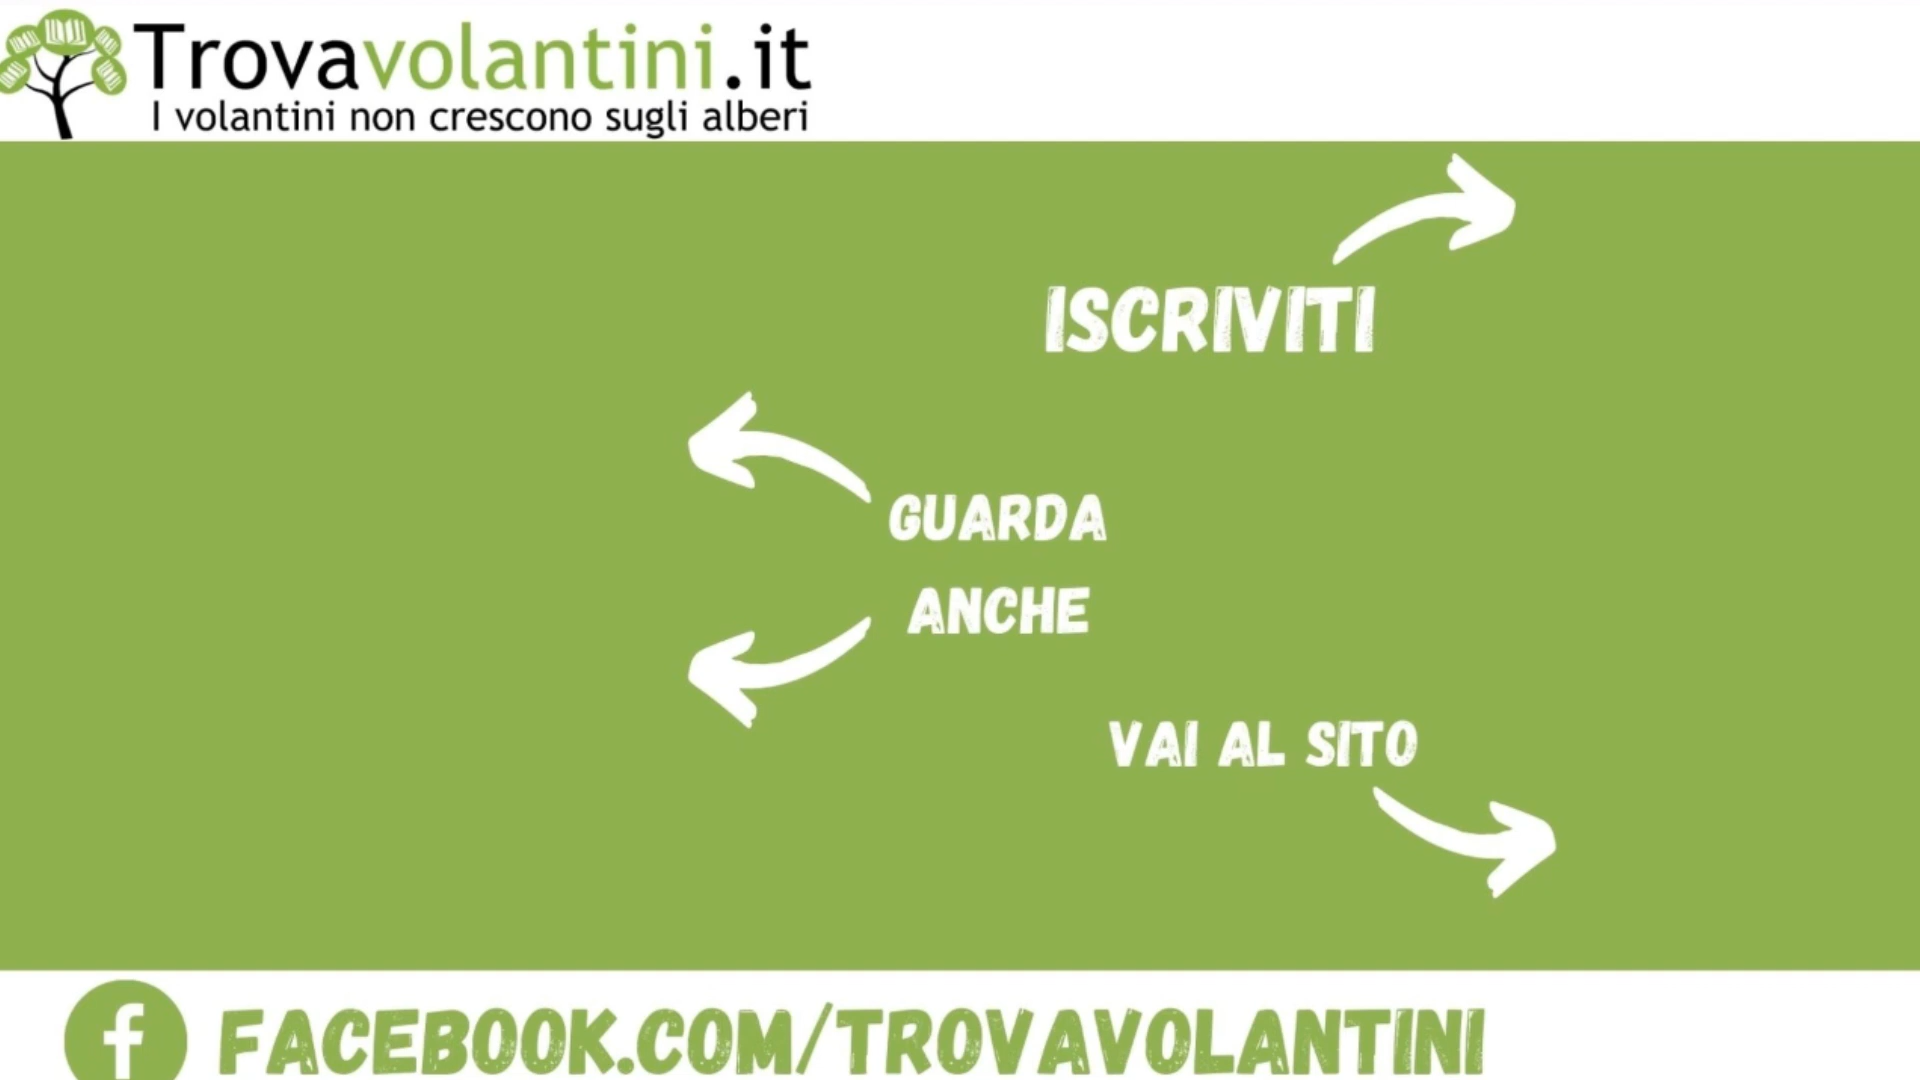 Trovavolantini.it
I volantini non crescono sugli alberi
ISCRIVITI
GUARDA
ANCHE
VAI AL SITO
f FACEBOOK.COM/TROVAVOLANTINI